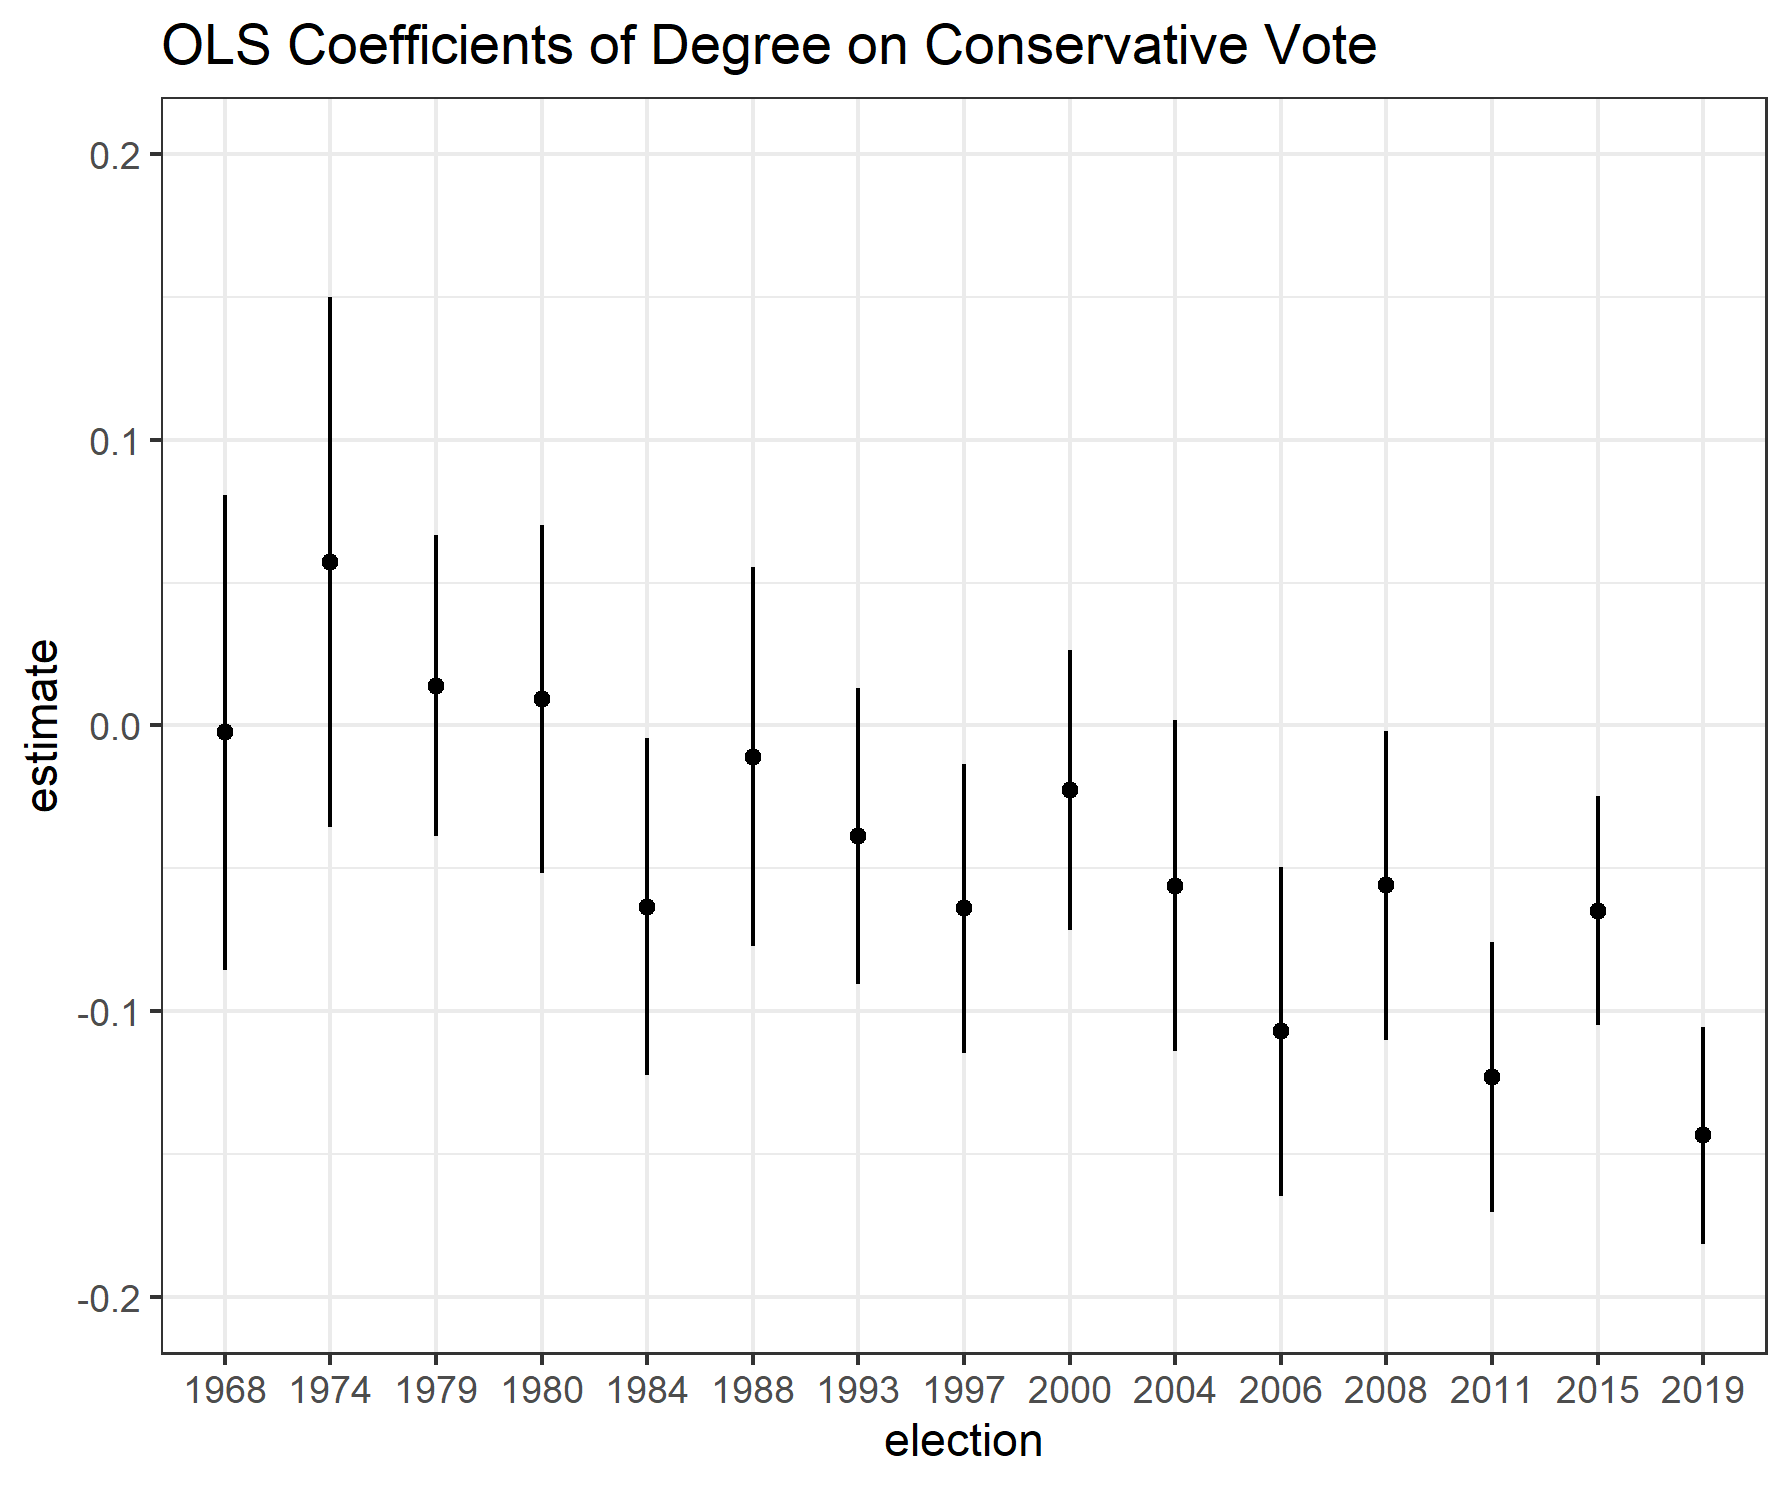 OLS Coefficients of Degree on Conservative Vote
0.2
0.1
0.0
-0.1
-0.2
estimate
1968 1974 1979 1980 1984 1988 1993 1997 2000 2004 2006 2008 2011 2015 2019
election